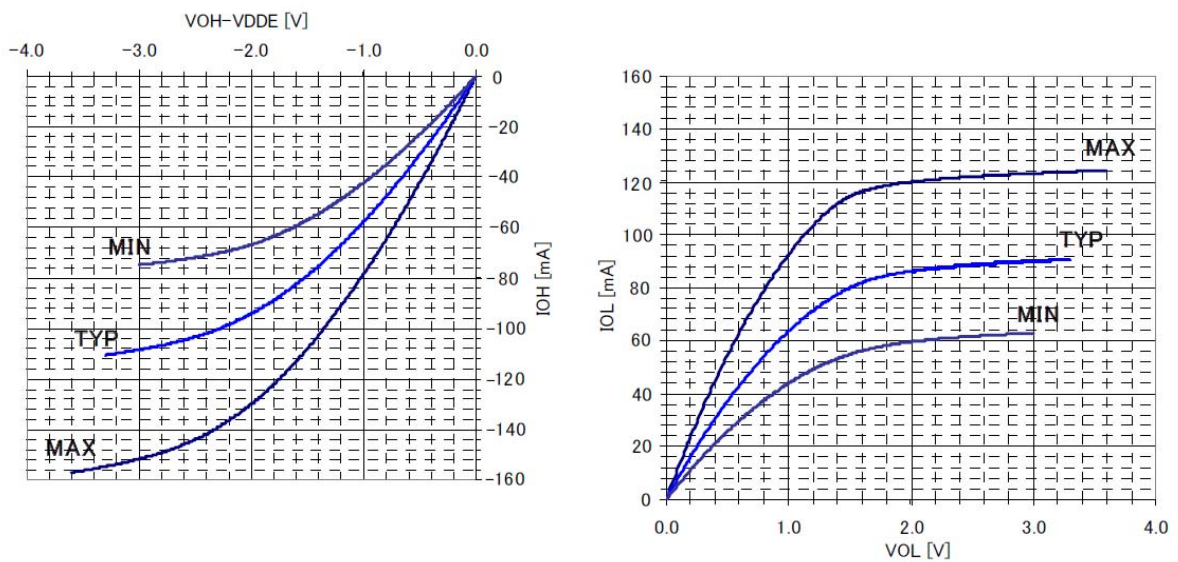 VOH-VDDE [V]
-4.0 -3.0 -2.0 -1.0 0.0
0
-20
-40
-60
-80
-100
-120
-140
-160
IOH [mA]
MIN
TYP
MAX
160
140
120
100
80
60
40
20
0
IOL [mA]
MAX
TYP
MIN
0.0 1.0 2.0 3.0 4.0
VOL [V]